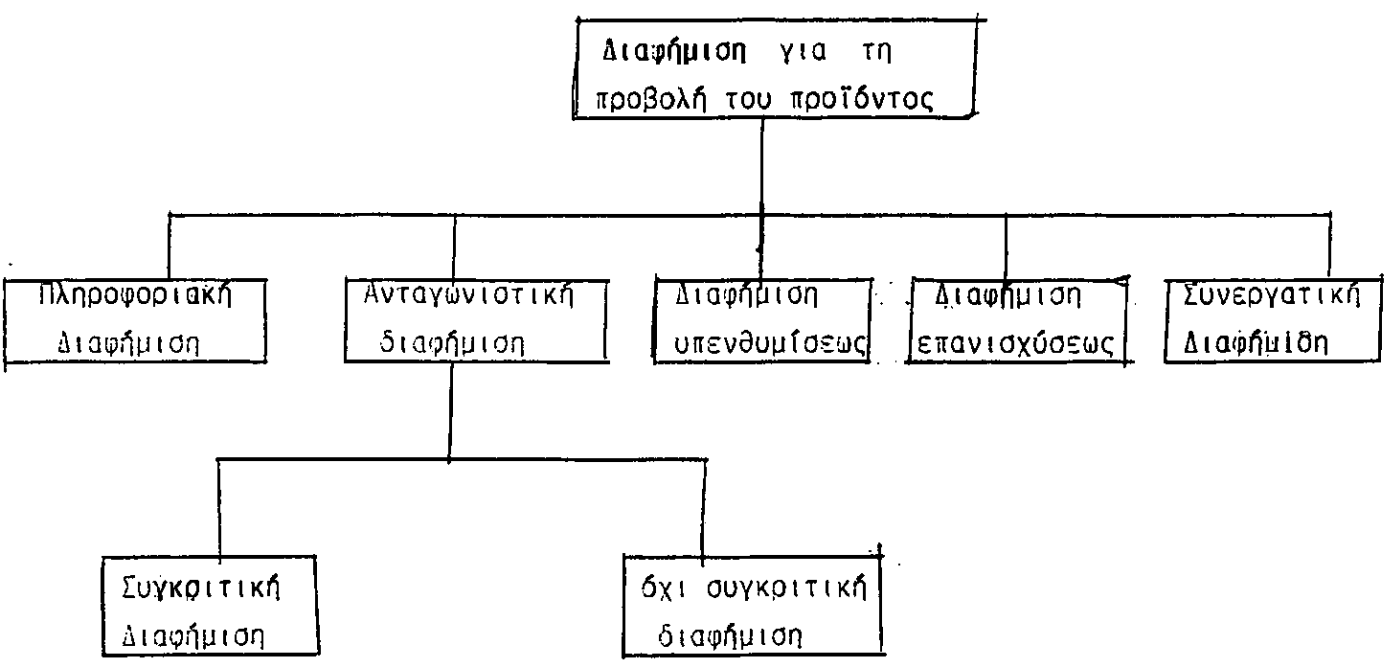 Διαφήμιση για τη
προβολή του προϊόντος
Πληροφοριακή
Διαφήμιση
Ανταγωνιστική
διαφήμιση
Διαφήμιση
υπενθυμίσεως
Διαφήμιση
επανισχύσεως
Συνεργατική
Διαφήμιδη
Συγκριτική
Διαφήμιση
όχι συγκριτική
διαφήμιση